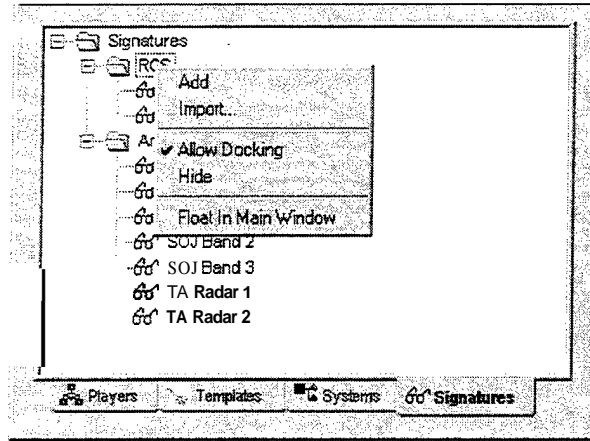 Signatures
RCS
Add
Import...
Allow Docking
Hide
Float In Main Window
SOJ Band 2
SOJ Band 3
TA Radar 1
TA Radar 2
Players Templates Systems Signatures